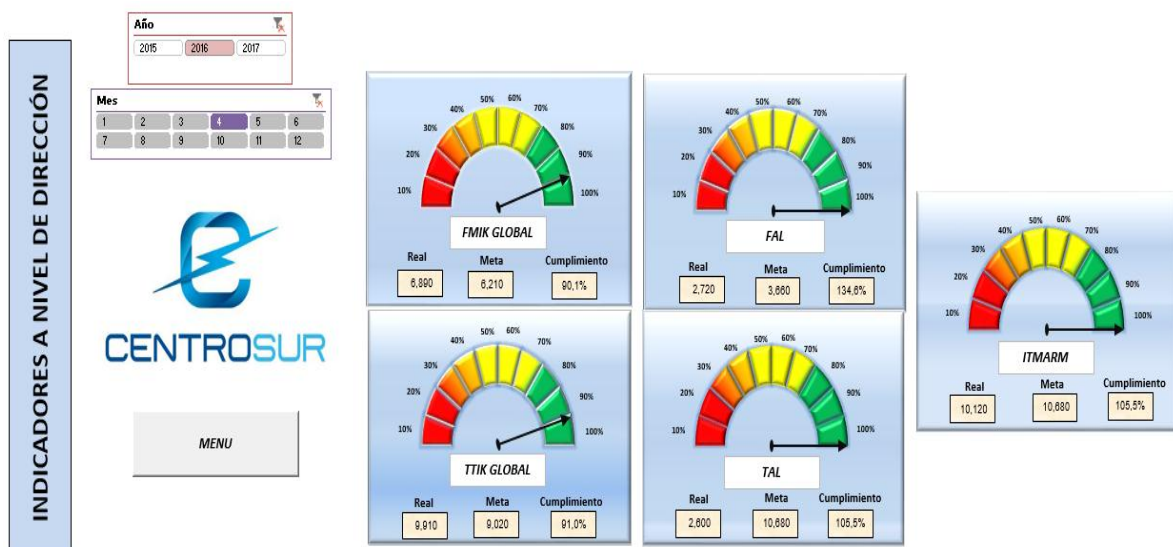 INDICADORES A NIVEL DE DIRECCIÓN
Año
2015 2016 2017
Mes
1 2 3 4 5 6
7 8 9 10 11 12
CENTROSUR
MENU
10% 20% 30% 40% 50% 60% 70% 80% 90% 100%
FMIK GLOBAL
Real Meta Cumplimiento
6,890 6,210 90,1%
10% 20% 30% 40% 50% 60% 70% 80% 90% 100%
FAL
Real Meta Cumplimiento
2,720 3,660 134,6%
10% 20% 30% 40% 50% 60% 70% 80% 90% 100%
TTIK GLOBAL
Real Meta Cumplimiento
9,910 9,020 91,0%
10% 20% 30% 40% 50% 60% 70% 80% 90% 100%
TAL
Real Meta Cumplimiento
2,600 10,680 105,5%
10% 20% 30% 40% 50% 60% 70% 80% 90% 100%
ITMARM
Real Meta Cumplimiento
10,120 10,680 105,5%